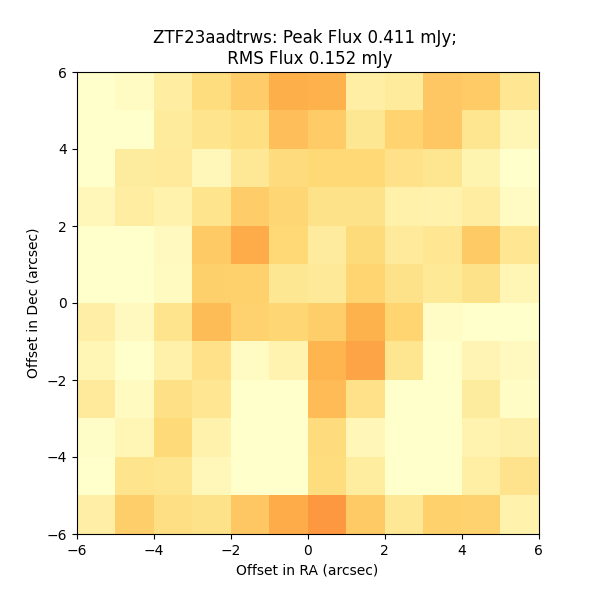 ZTF23aadtrws: Peak Flux 0.411 mJy;
RMS Flux 0.152 mJy
6
4
2
0
−2
−4
−6
Offset in Dec (arcsec)
−6 −4 −2 0 2 4 6
Offset in RA (arcsec)